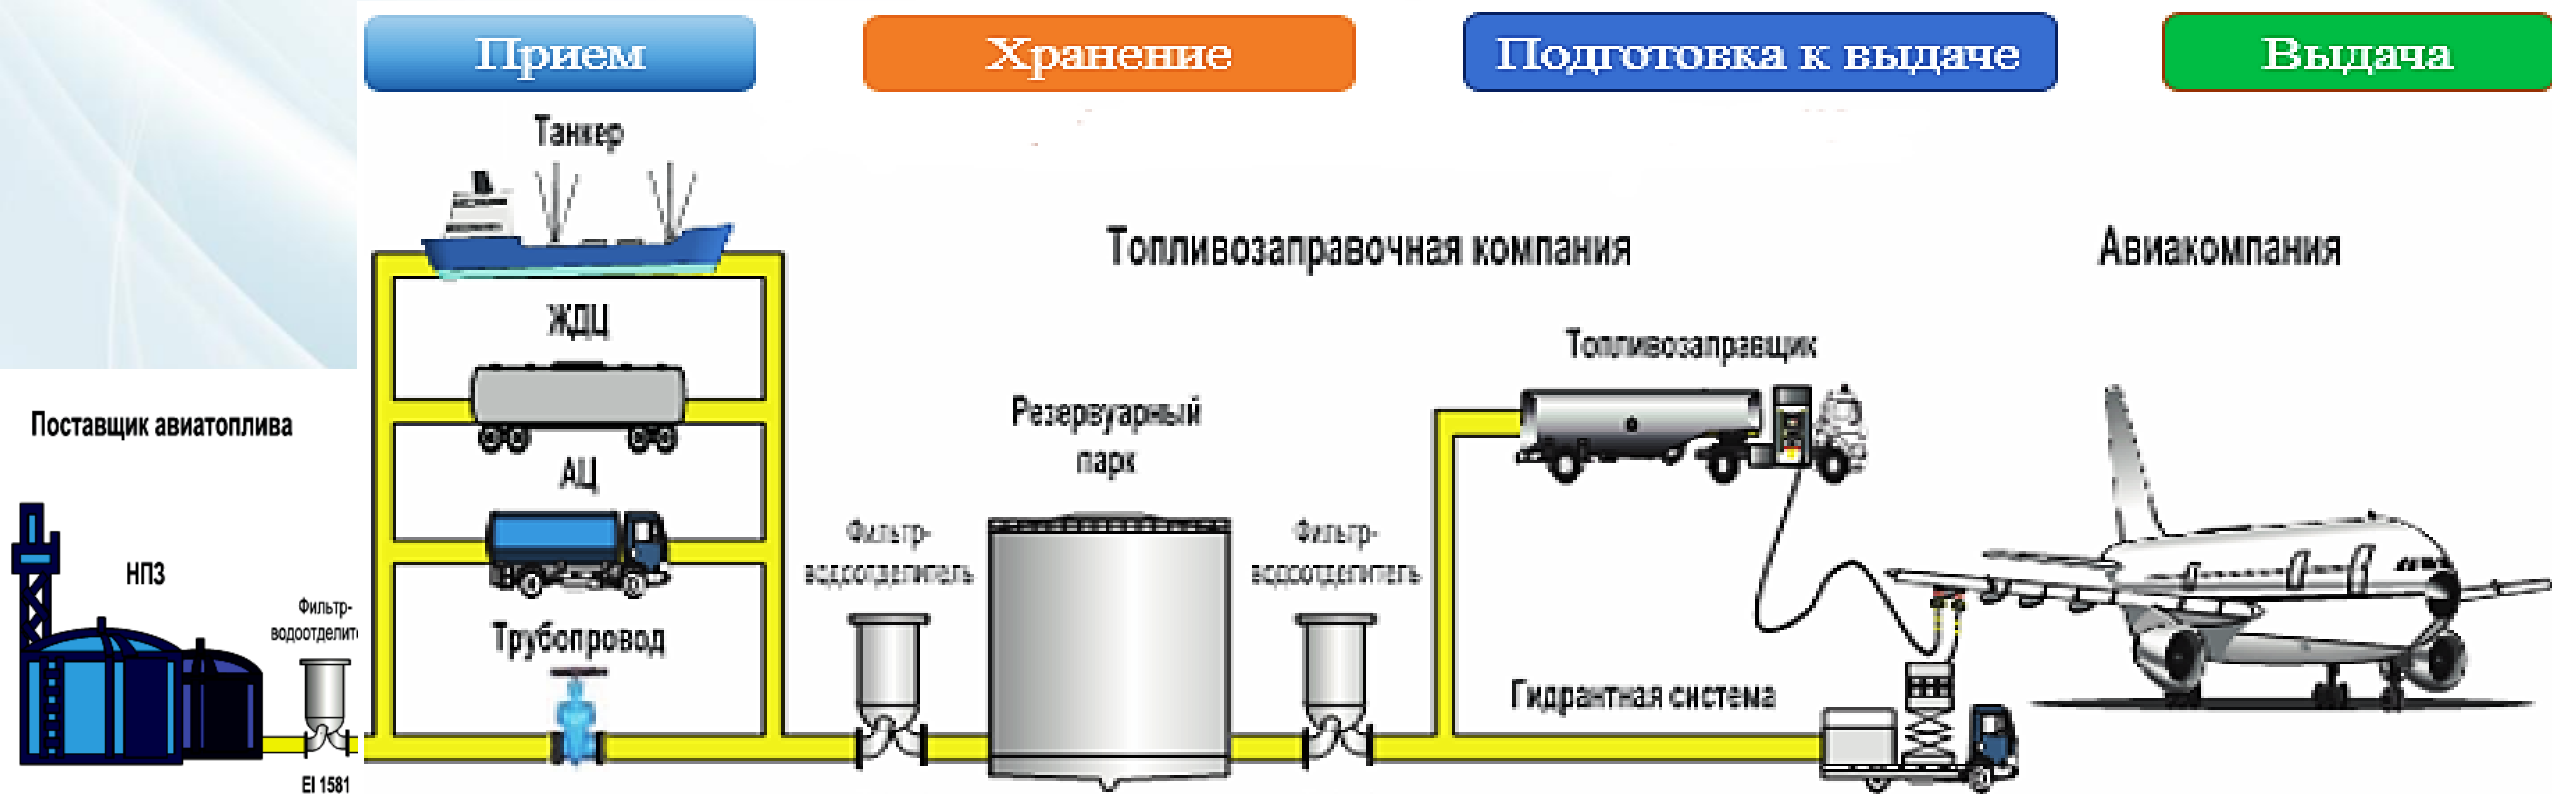 Прием
Хранение
Подготовка к выдаче
Выдача
Танкер
Топливозаправочная компания
Авиакомпания
ЖДЦ
Топливозаправщик
Поставщик авиатоплива
Резервуарный
парк
АЦ
Фильтр-
водоотделитель
Фильтр-
водоотделитель
НПЗ
Фильтр-
водоотделит
Трубопровод
Гидрантная система
EI 1581